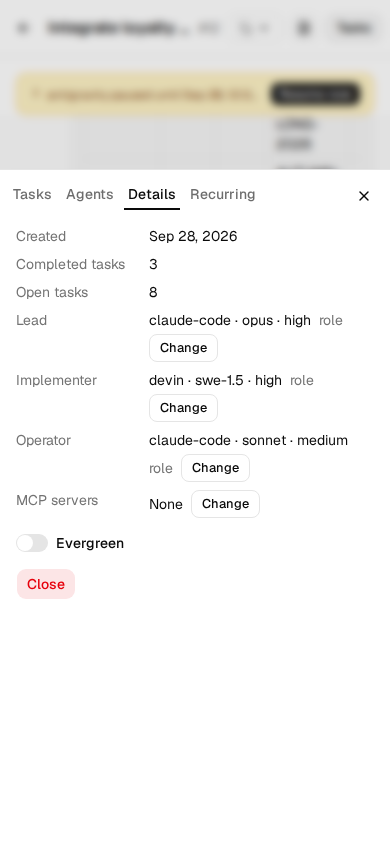 Tasks Agents Details Recurring
Created Sep 28, 2026
Completed tasks 3
Open tasks 8
Lead claude-code · opus · high role
Change
Implementer devin · swe-1.5 · high role
Change
Operator claude-code · sonnet · medium
role Change
MCP servers None Change
Evergreen
Close